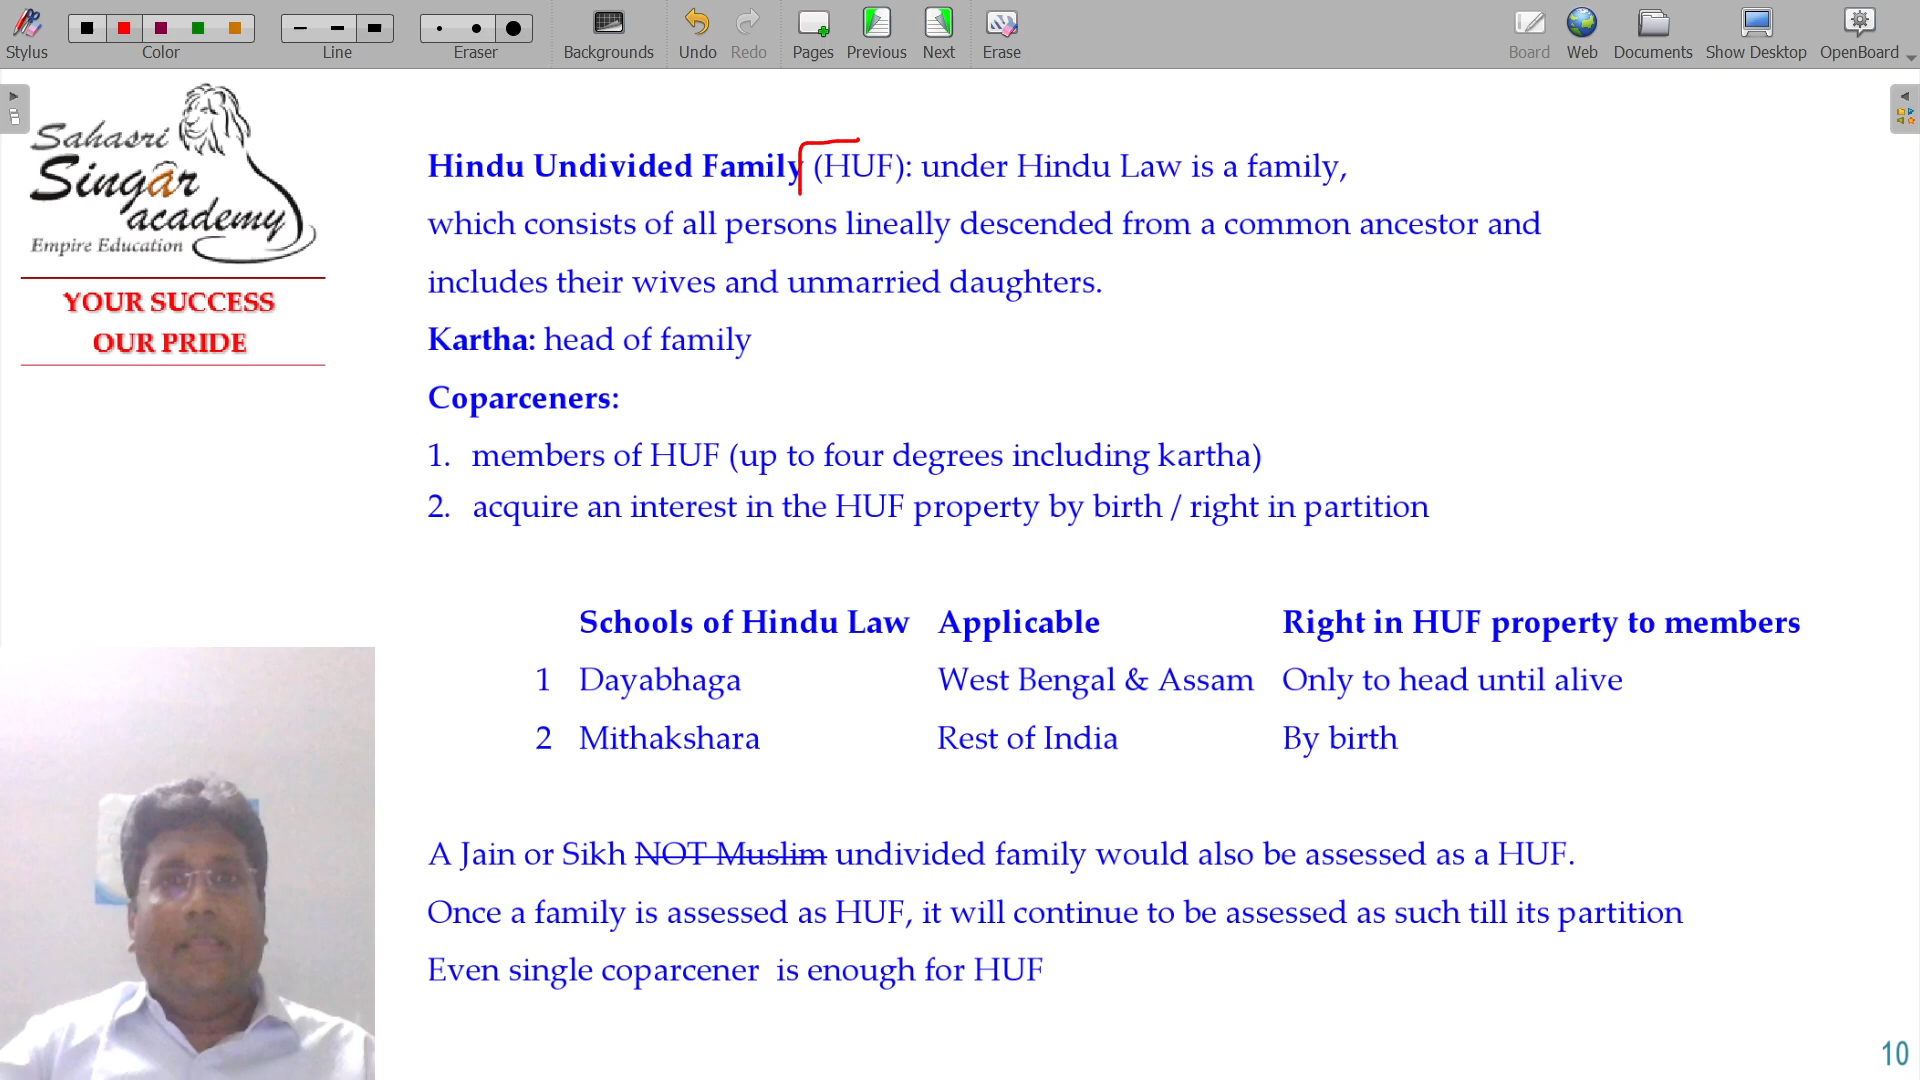 Stylus
Color
Line
Eraser
Backgrounds
Undo
Redo
Pages
Previous
Next
Erase
Board
Web
Documents
Show Desktop
OpenBoard
Sahasri
Singar
academy
Empire Education
YOUR SUCCESS
OUR PRIDE
Hindu Undivided Family (HUF): under Hindu Law is a family,
which consists of all persons lineally descended from a common ancestor and
includes their wives and unmarried daughters.
Kartha: head of family
Coparceners:
1. members of HUF (up to four degrees including kartha)
2. acquire an interest in the HUF property by birth / right in partition
Schools of Hindu Law Applicable Right in HUF property to members
1 Dayabhaga West Bengal & Assam Only to head until alive
2 Mithakshara Rest of India By birth
A Jain or Sikh NOT Muslim undivided family would also be assessed as a HUF.
Once a family is assessed as HUF, it will continue to be assessed as such till its partition
Even single coparcener is enough for HUF
10